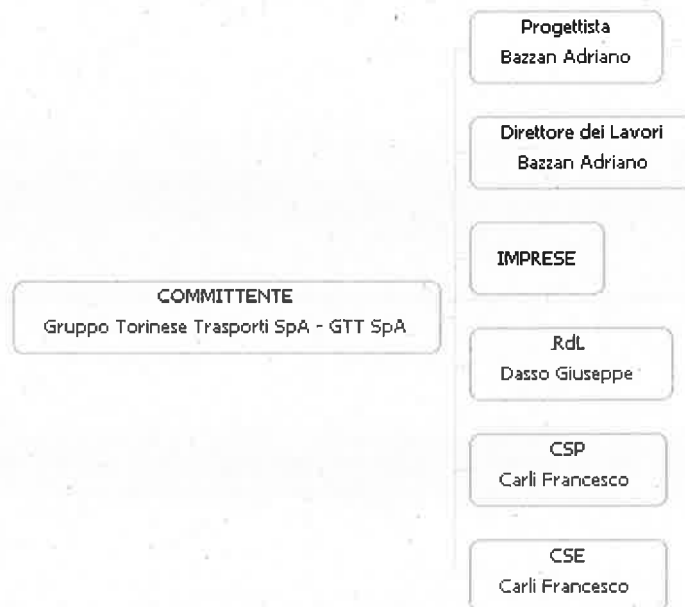 Progettista
Bazzan Adriano
Direttore dei Lavori
Bazzan Adriano
IMPRESE
COMMITTENTE
Gruppo Torinese Trasporti SpA - GTT SpA
RdL
Dasso Giuseppe
CSP
Carli Francesco
CSE
Carli Francesco